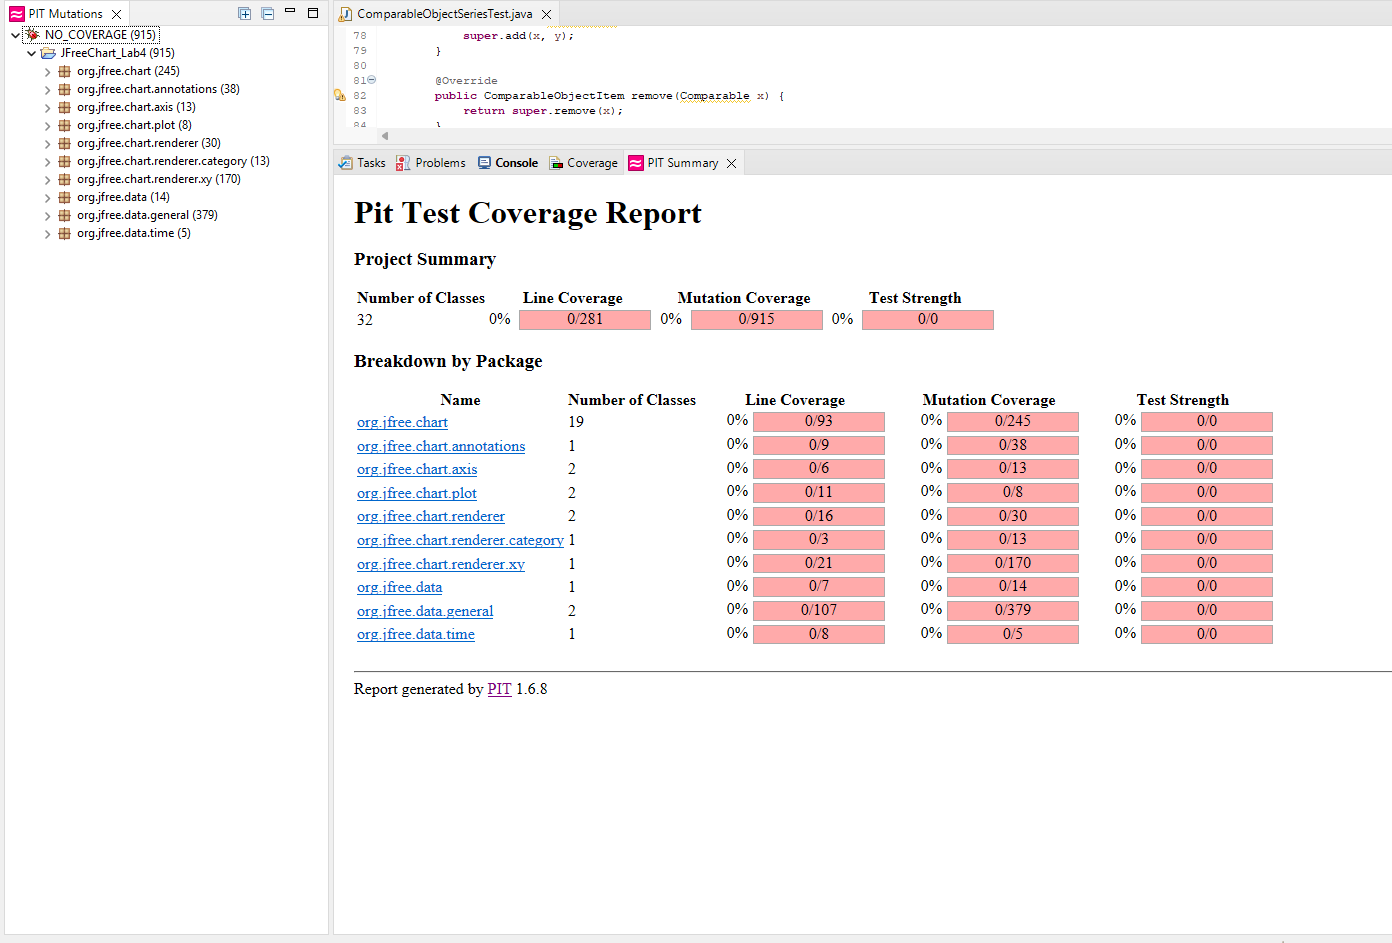 PIT Mutations
NO_COVERAGE (915)
JFreeChart_Lab4 (915)
org.jfree.chart (245)
org.jfree.chart.annotations (38)
org.jfree.chart.axis (13)
org.jfree.chart.plot (8)
org.jfree.chart.renderer (30)
org.jfree.chart.renderer.category (13)
org.jfree.chart.renderer.xy (170)
org.jfree.data (14)
org.jfree.data.general (379)
org.jfree.data.time (5)
ComparableObjectSeriesTest.java
78 super.add(x, y);
79 }
80
81 @Override
82 public ComparableObjectItem remove(Comparable x) {
83 return super.remove(x);
84 }
Tasks Problems Console Coverage PIT Summary
Pit Test Coverage Report
Project Summary
Number of Classes Line Coverage Mutation Coverage Test Strength
32 0% 0/281 0% 0/915 0% 0/0
Breakdown by Package
Name Number of Classes Line Coverage Mutation Coverage Test Strength
org.jfree.chart 19 0% 0/93 0% 0/245 0% 0/0
org.jfree.chart.annotations 1 0% 0/9 0% 0/38 0% 0/0
org.jfree.chart.axis 2 0% 0/6 0% 0/13 0% 0/0
org.jfree.chart.plot 2 0% 0/11 0% 0/8 0% 0/0
org.jfree.chart.renderer 2 0% 0/16 0% 0/30 0% 0/0
org.jfree.chart.renderer.category 1 0% 0/3 0% 0/13 0% 0/0
org.jfree.chart.renderer.xy 1 0% 0/21 0% 0/170 0% 0/0
org.jfree.data 1 0% 0/7 0% 0/14 0% 0/0
org.jfree.data.general 2 0% 0/107 0% 0/379 0% 0/0
org.jfree.data.time 1 0% 0/8 0% 0/5 0% 0/0
Report generated by PIT 1.6.8